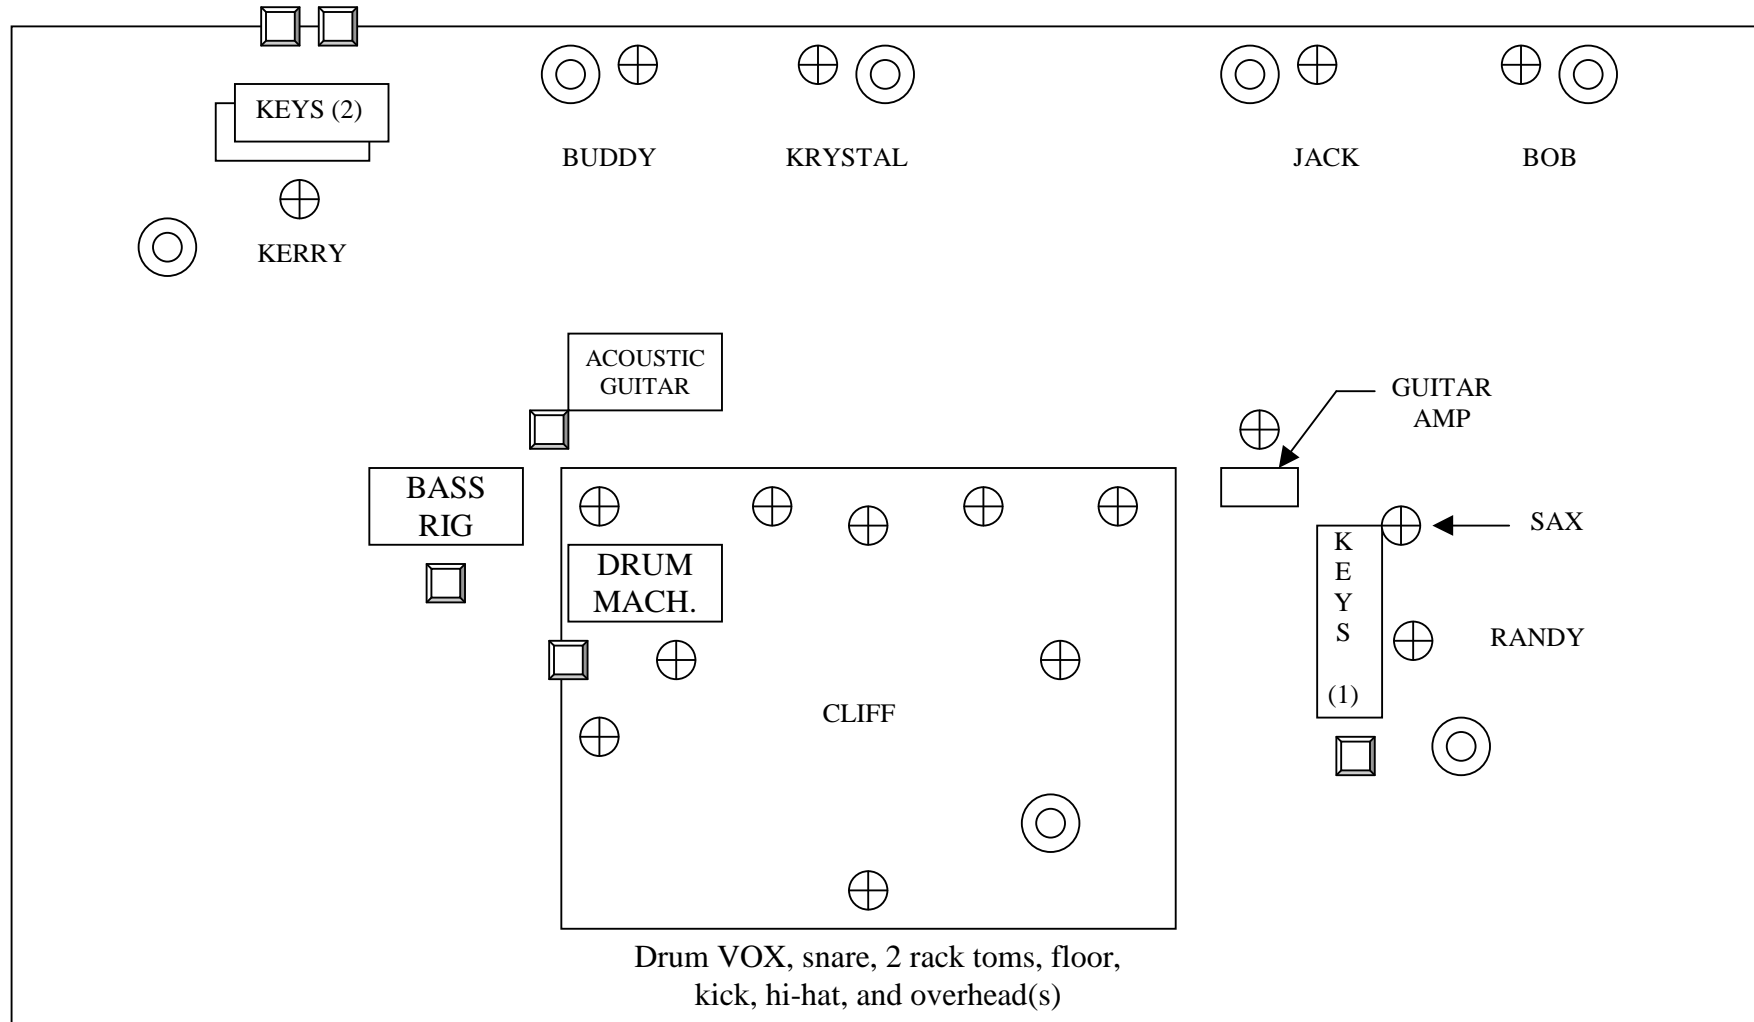 KEYS (2)
BUDDY
KRYSTAL
JACK
BOB
KERRY
ACOUSTIC
GUITAR
GUITAR
AMP
BASS
RIG
DRUM
MACH.
SAX
K
E
Y
S
(1)
RANDY
CLIFF
Drum VOX, snare, 2 rack toms, floor,
kick, hi-hat, and overhead(s)